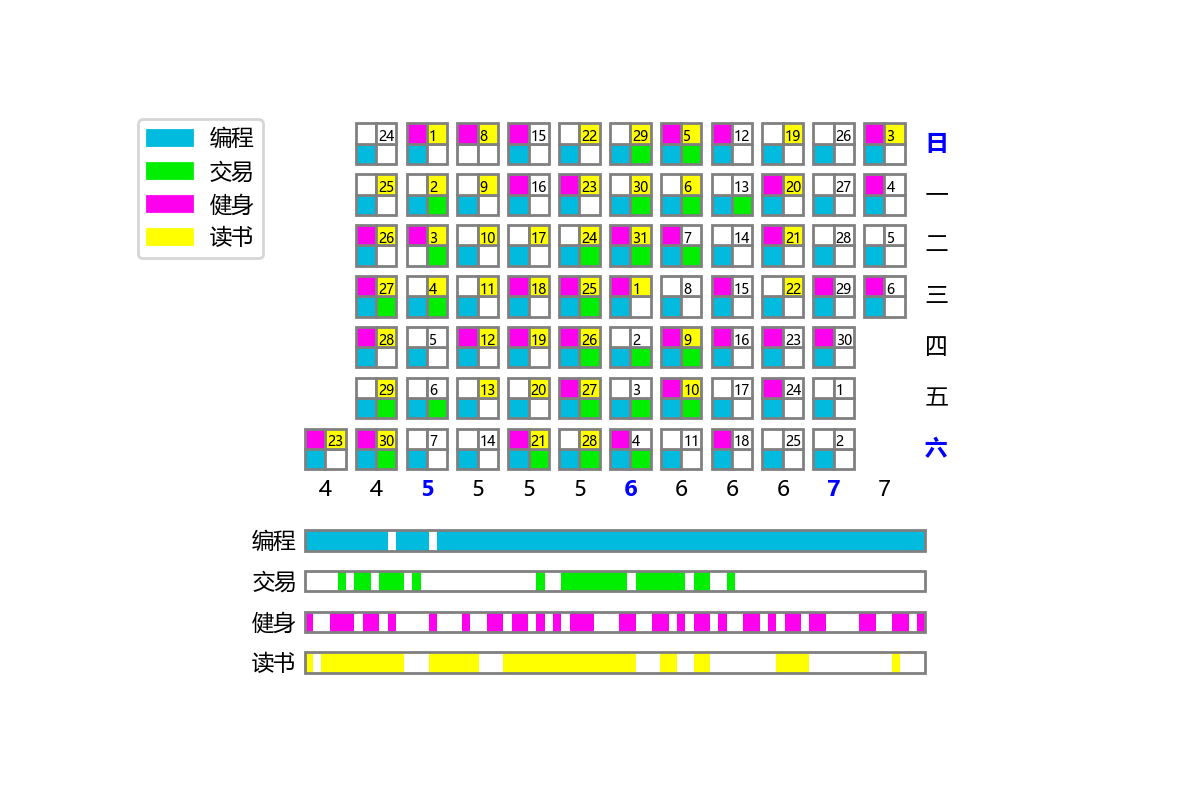 编程
交易
健身
读书
24 1 8 15 22 29 5 12 19 26 3 日
25 2 9 16 23 30 6 13 20 27 4 一
26 3 10 17 24 31 7 14 21 28 5 二
27 4 11 18 25 1 8 15 22 29 6 三
28 5 12 19 26 2 9 16 23 30 四
29 6 13 20 27 3 10 17 24 1 五
23 30 7 14 21 28 4 11 18 25 2 六
4 4 5 5 5 5 6 6 6 6 7 7
编程
交易
健身
读书